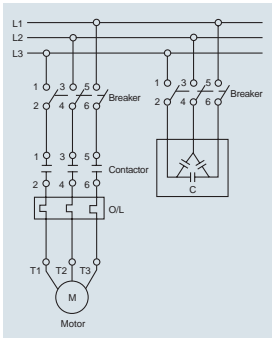 L1
L2
L3
1 3 5
Breaker
2 4 6
1 3 5
Breaker
2 4 6
1 3 5
Contactor
2 4 6
C
O/L
T1 T2 T3
M
Motor